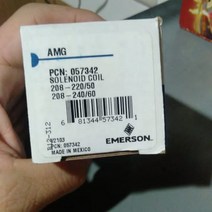 AMG
PCN: 057342
SOLENOID COIL
208-220/50
208-240/60
6 81344 57342 1
V2103
PCN: 057342
MADE IN MEXICO
EMERSON